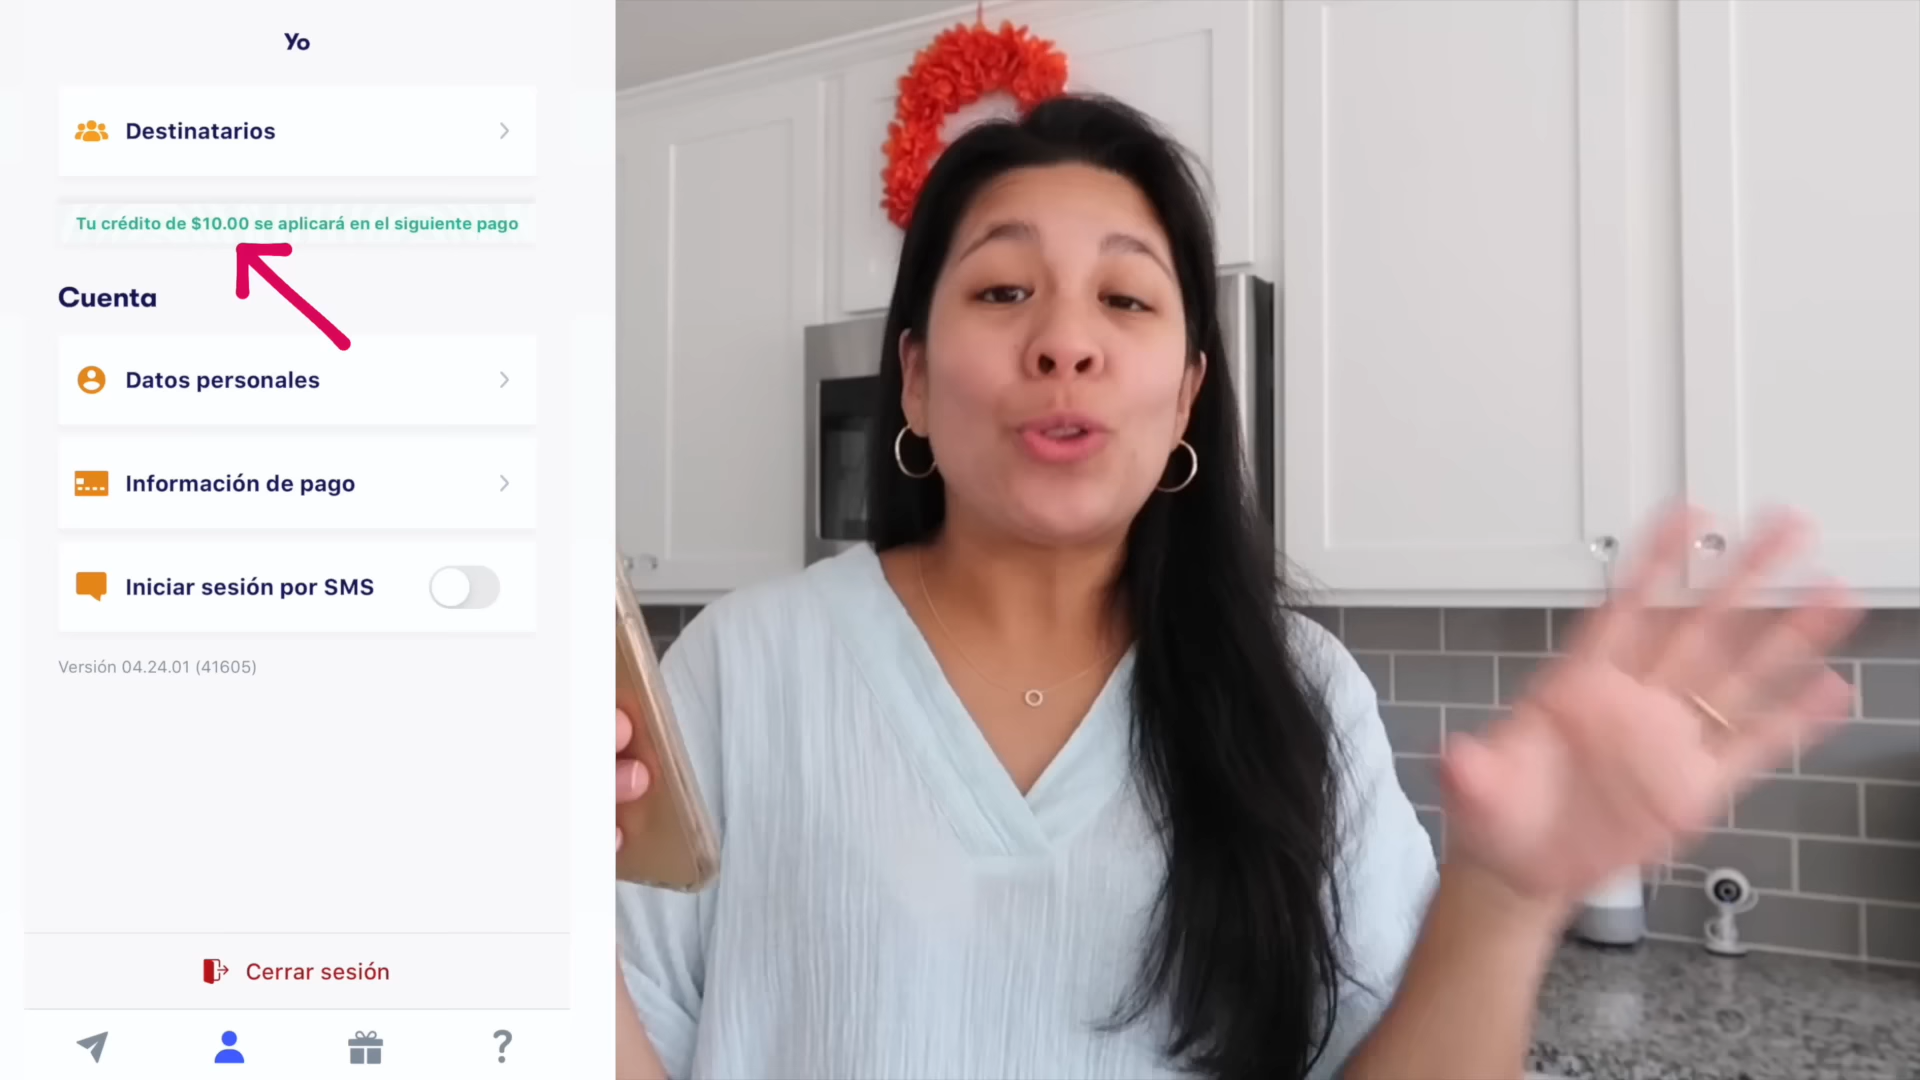 Yo
Destinatarios
Tu crédito de $10.00 se aplicará en el siguiente pago
Cuenta
Datos personales
Información de pago
Iniciar sesión por SMS
Versión 04.24.01 (41605)
Cerrar sesión
?